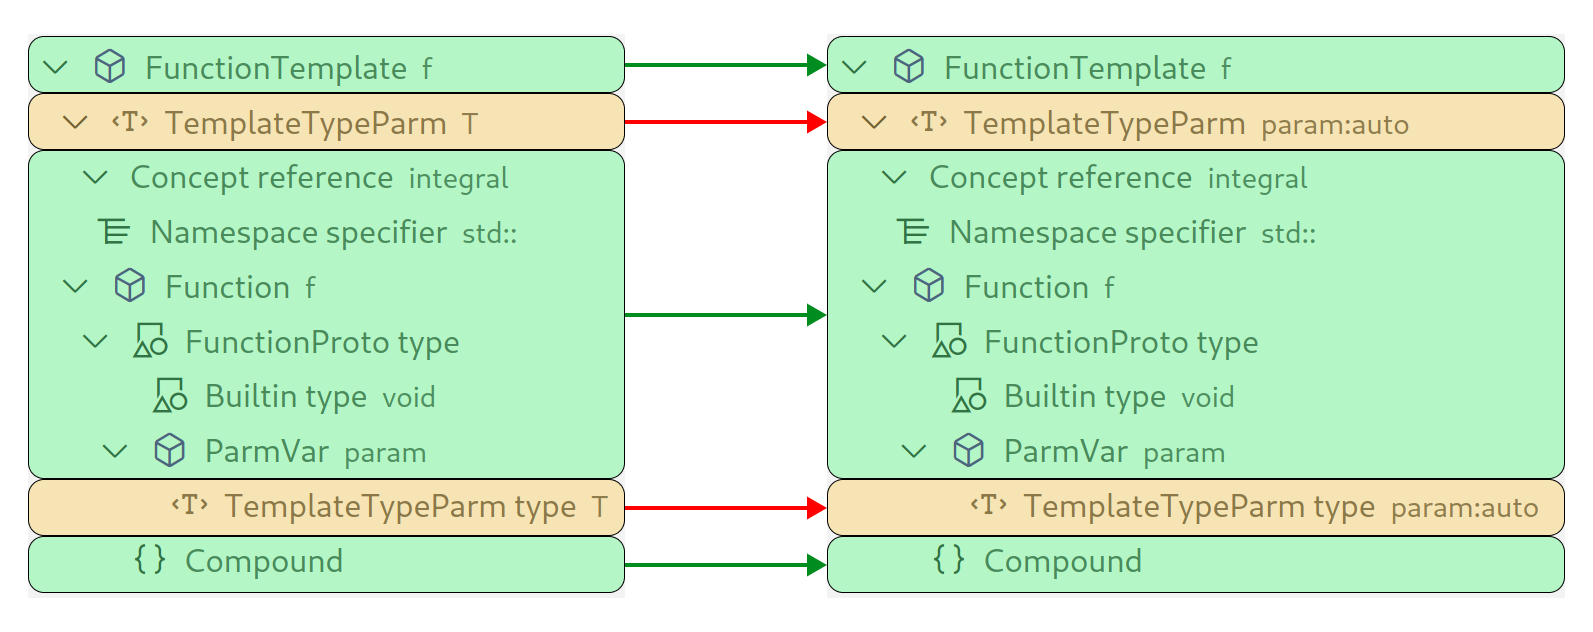 FunctionTemplate f
<T> TemplateTypeParm T
Concept reference integral
Namespace specifier std::
Function f
FunctionProto type
Builtin type void
ParmVar param
<T> TemplateTypeParm type T
{} Compound
FunctionTemplate f
<T> TemplateTypeParm param:auto
Concept reference integral
Namespace specifier std::
Function f
FunctionProto type
Builtin type void
ParmVar param
<T> TemplateTypeParm type param:auto
{} Compound